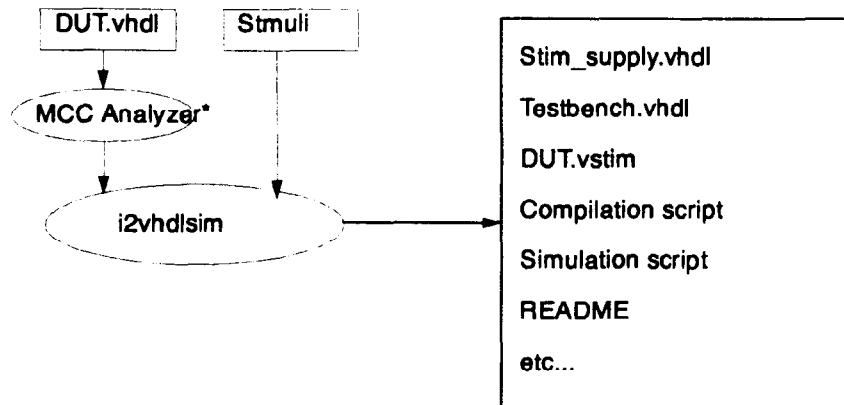 DUT.vhdl
Stmuli
MCC Analyzer*
i2vhdlsim
Stim_supply.vhdl
Testbench.vhdl
DUT.vstim
Compilation script
Simulation script
README
etc...